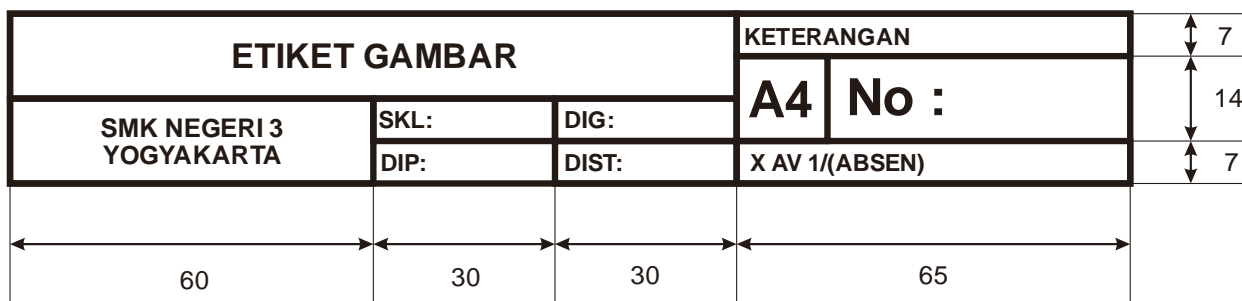 ETIKET GAMBAR
KETERANGAN
7
A4
No :
14
SMK NEGERI 3
YOGYAKARTA
SKL:
DIG:
DIP:
DIST:
X AV 1/(ABSEN)
7
60
30
30
65